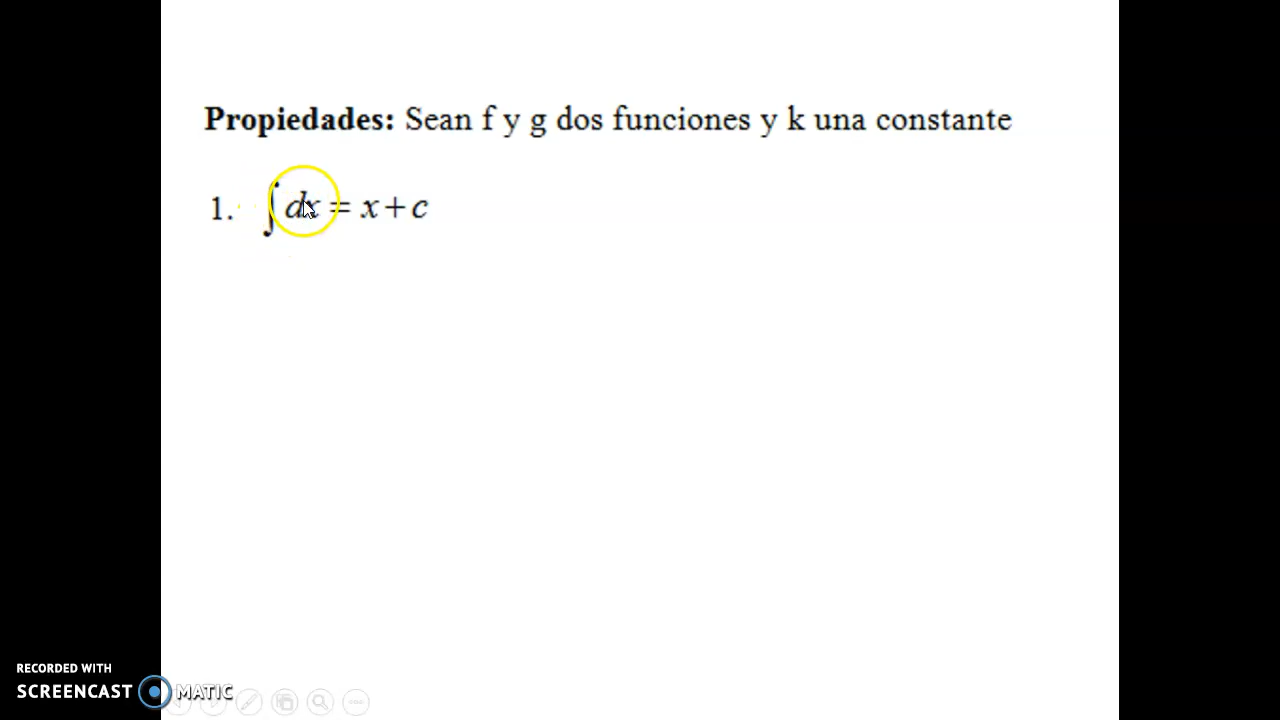 Propiedades: Sean f y g dos funciones y k una constante
1. ∫ dx = x + c
RECORDED WITH
SCREENCAST MATIC